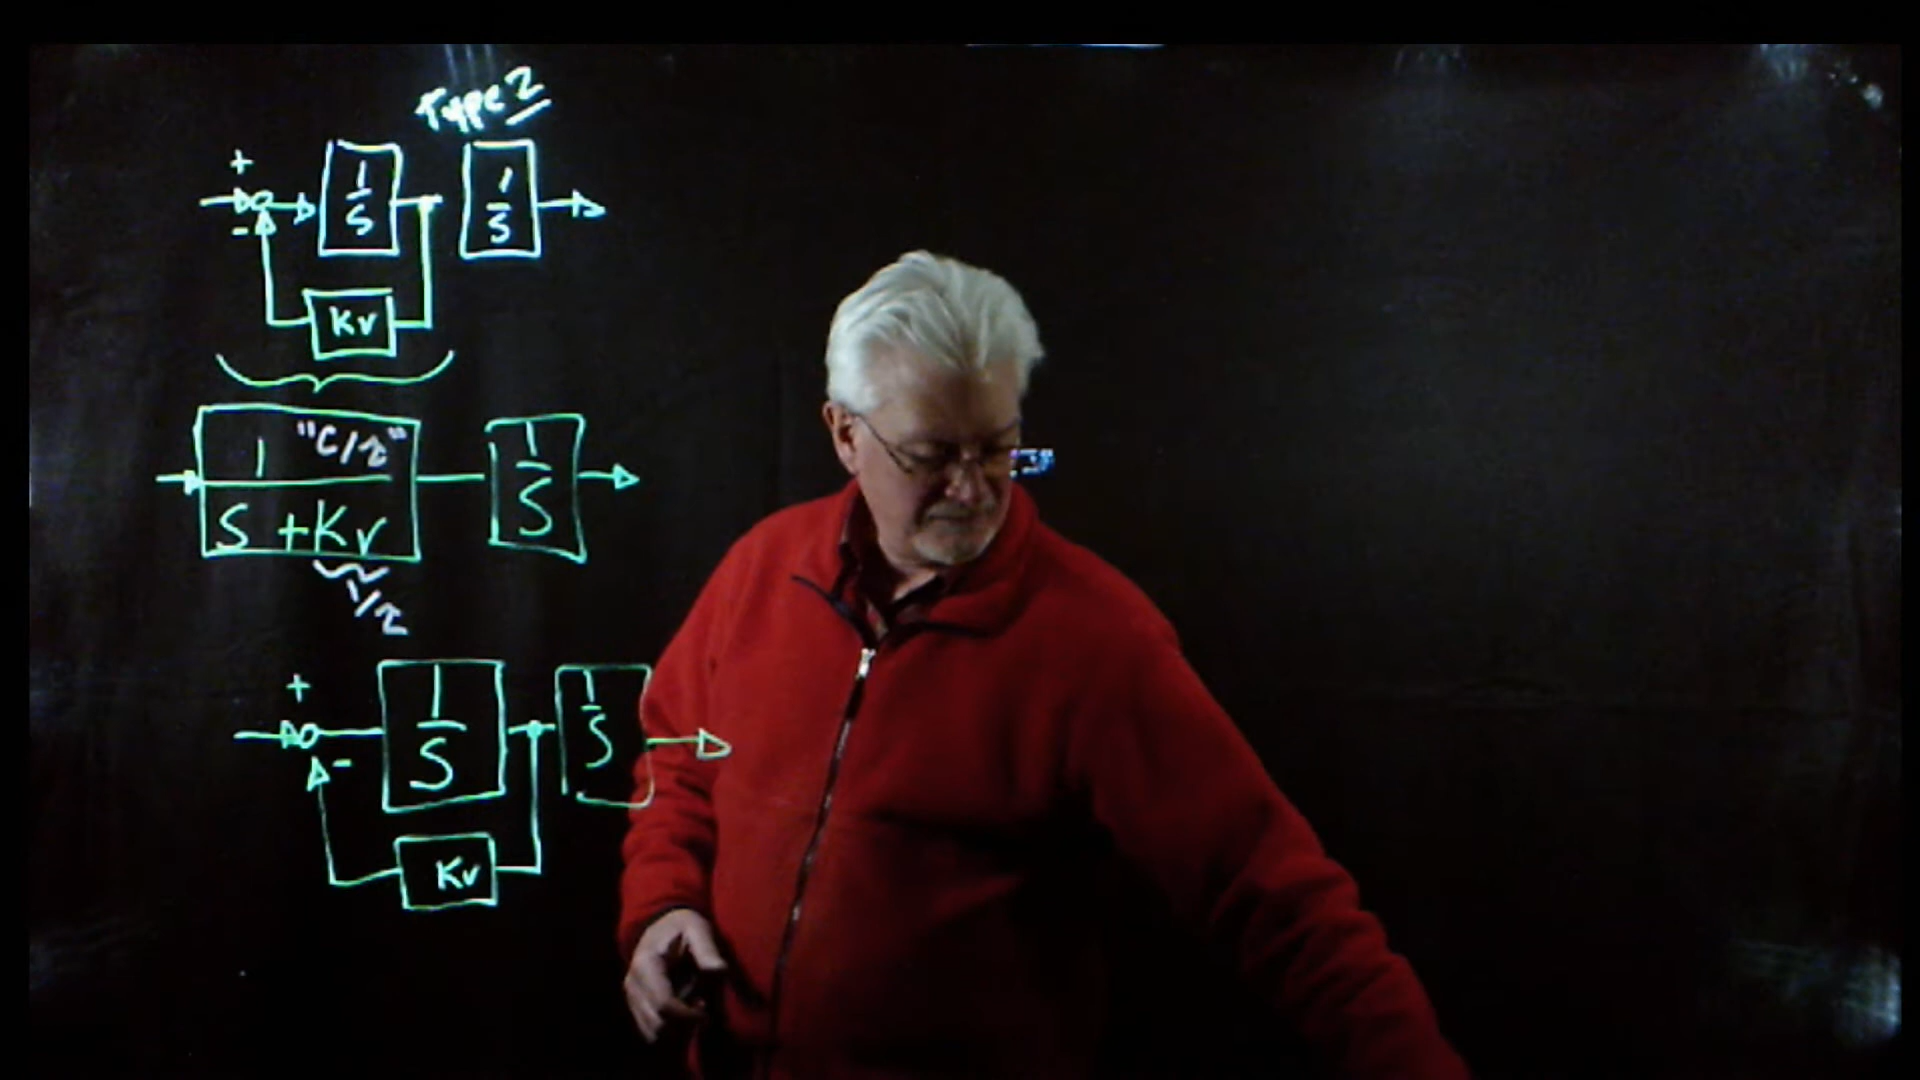 Type 2
+
1/S
1/S
-
Kv
1 "C/τ"
S + Kv
1/S
1/τ
+
1/S
1/S
-
Kv